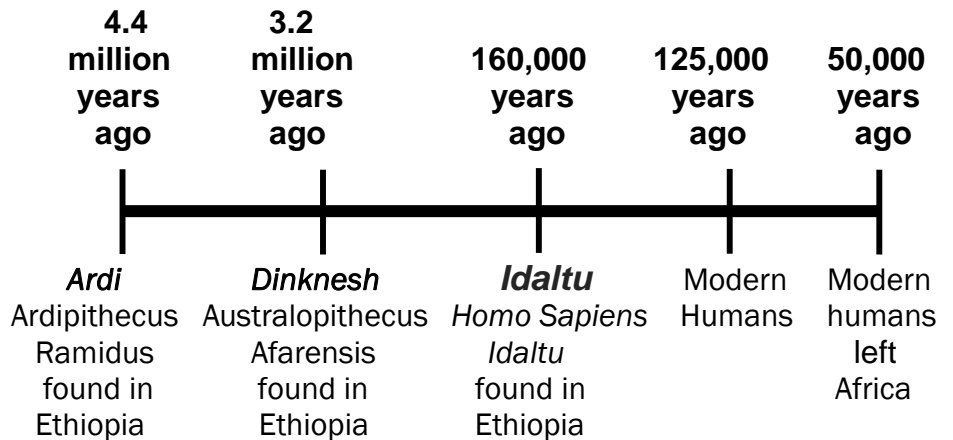 4.4
million
years
ago
3.2
million
years
ago
160,000
years
ago
125,000
years
ago
50,000
years
ago
Ardi
Ardipithecus
Ramidus
found in
Ethiopia
Dinknesh
Australopithecus
Afarensis
found in
Ethiopia
Idaltu
Homo Sapiens
Idaltu
found in
Ethiopia
Modern
Humans
Modern
humans
left
Africa